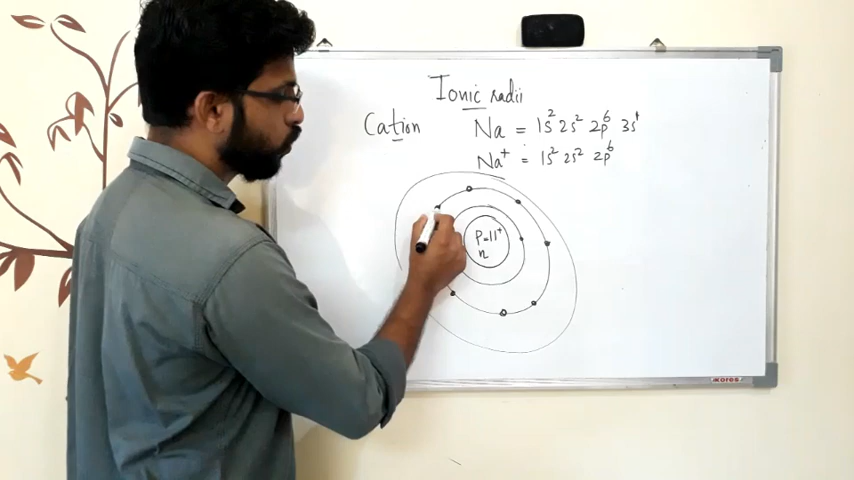 Ionic radii
Cation Na = 1s² 2s² 2p⁶ 3s¹
Na⁺ = 1s² 2s² 2p⁶
P=11⁺
n
kores